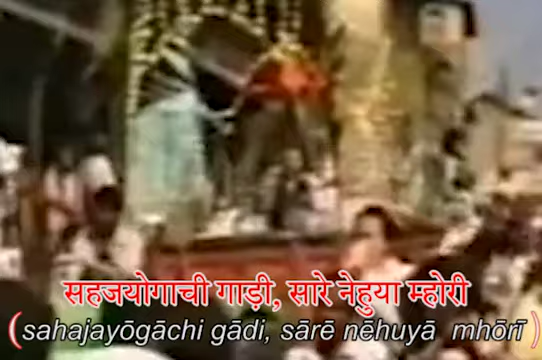 सहजयोगाची गाड़ी, सारे नेहुया म्होरी
(sahajayōgāchi gādi, sārē nēhuyā mhōrī)